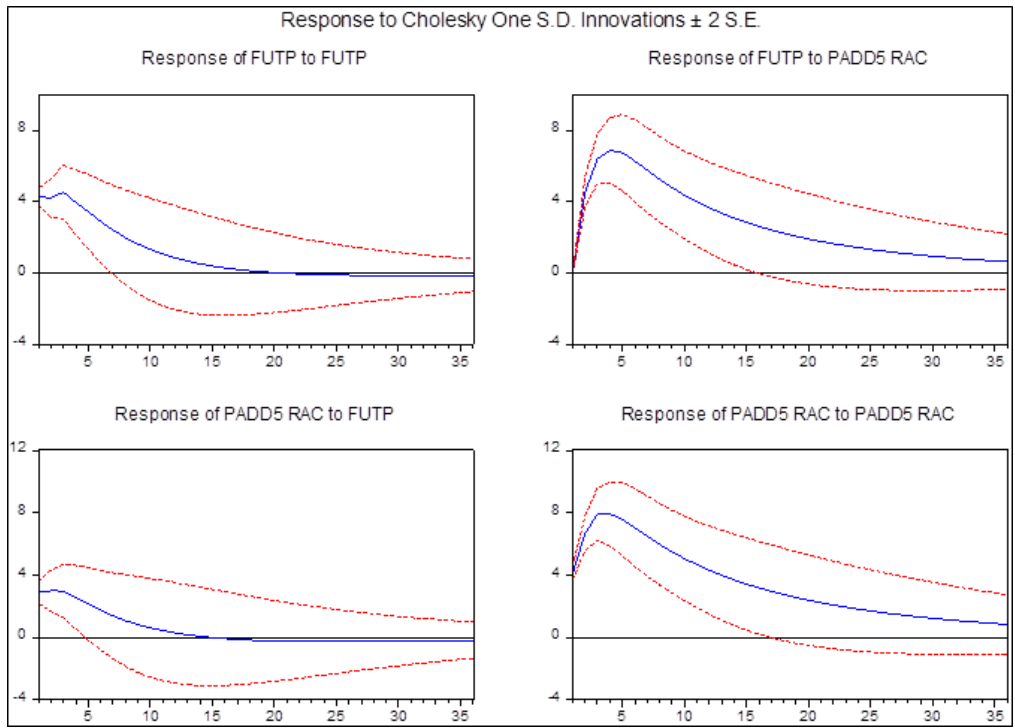 Response to Cholesky One S.D. Innovations ± 2 S.E.
Response of FUTP to FUTP
8
4
0
-4
5 10 15 20 25 30 35
Response of FUTP to PADD5 RAC
8
4
0
-4
5 10 15 20 25 30 35
Response of PADD5 RAC to FUTP
12
8
4
0
-4
5 10 15 20 25 30 35
Response of PADD5 RAC to PADD5 RAC
12
8
4
0
-4
5 10 15 20 25 30 35